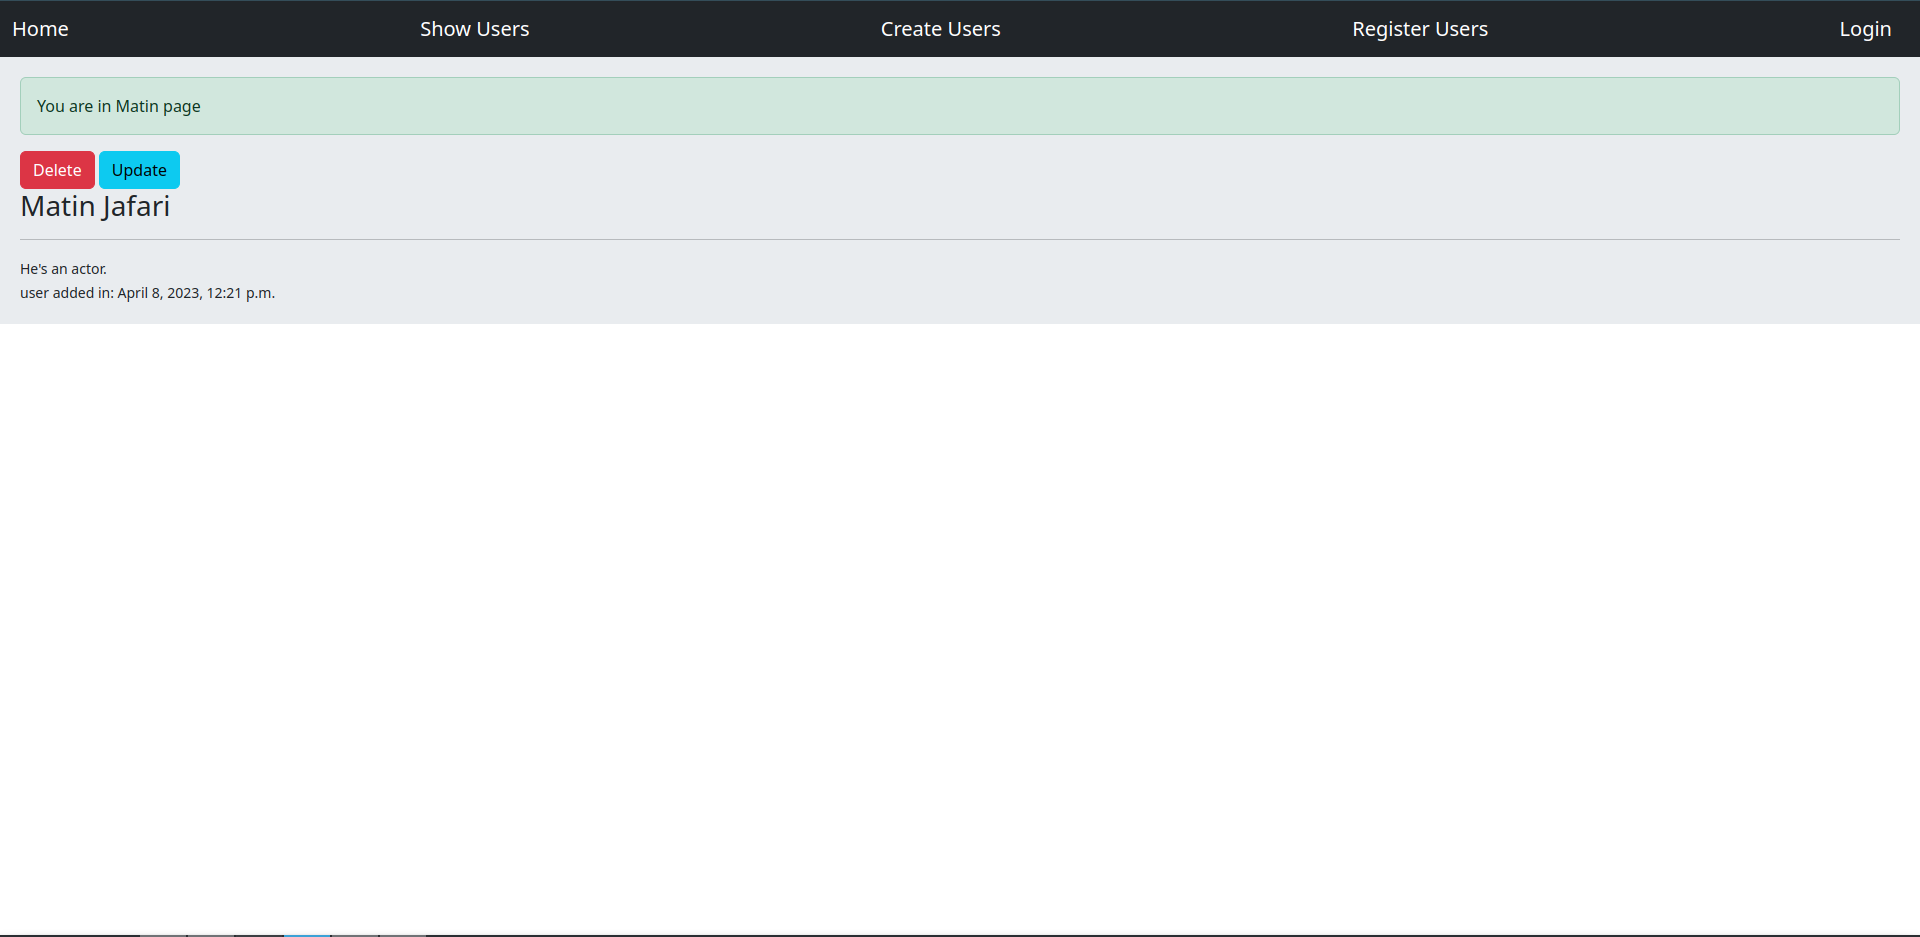 Home Show Users Create Users Register Users Login
You are in Matin page
Delete Update
Matin Jafari
He's an actor.
user added in: April 8, 2023, 12:21 p.m.